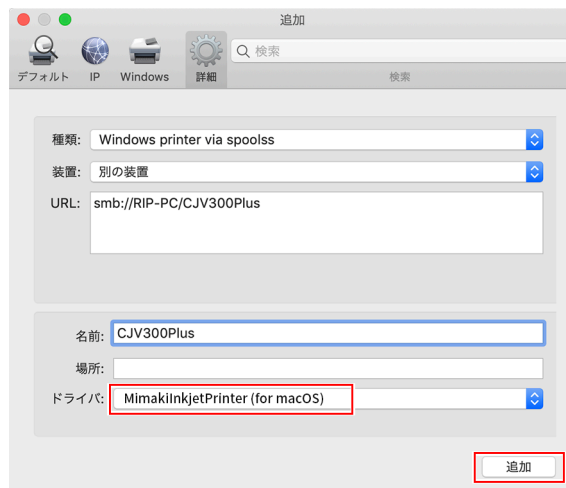 追加
デフォルト IP Windows 詳細 検索
検索
種類: Windows printer via spoolss
装置: 別の装置
URL: smb://RIP-PC/CJV300Plus
名前: CJV300Plus
場所:
ドライバ: MimakiInkjetPrinter (for macOS)
追加